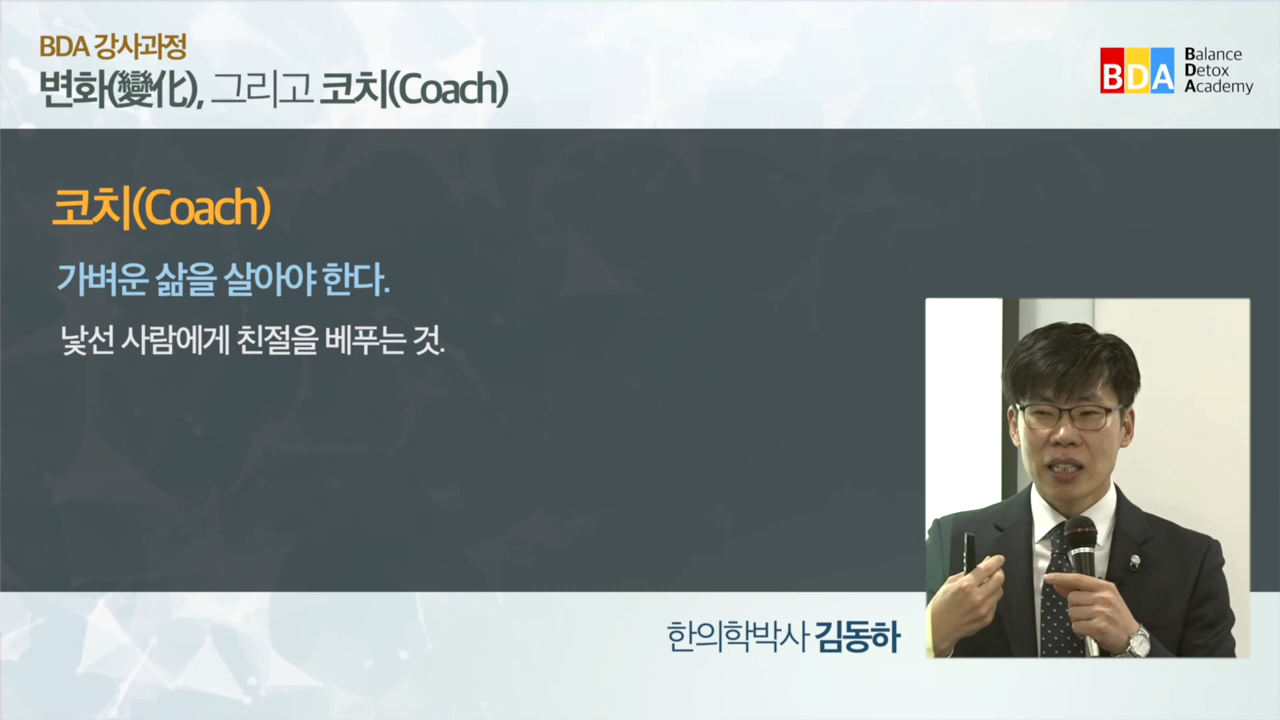 BDA 강사과정
변화(變化), 그리고 코치(Coach)
BDA
Balance
Detox
Academy
코치(Coach)
가벼운 삶을 살아야 한다.
낯선 사람에게 친절을 베푸는 것.
한의학박사 김동하